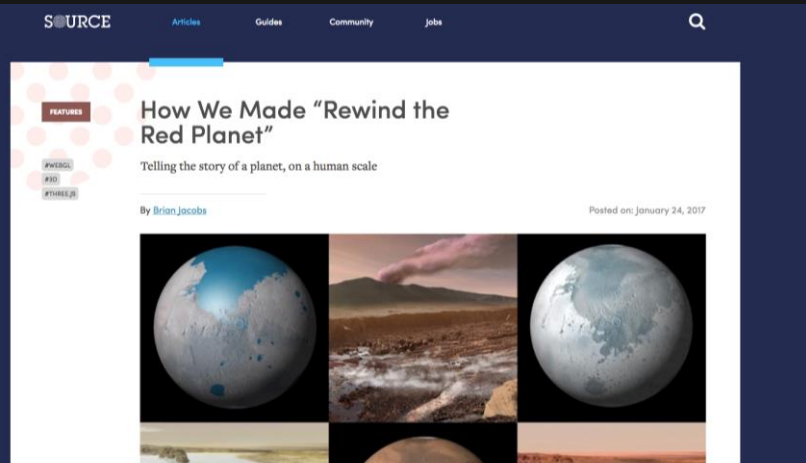 SOURCE
Articles Guides Community Jobs
FEATURES
How We Made “Rewind the
Red Planet”
Telling the story of a planet, on a human scale
#WEBGL
#3D
#THREE.JS
By Brian Jacobs
Posted on: January 24, 2017